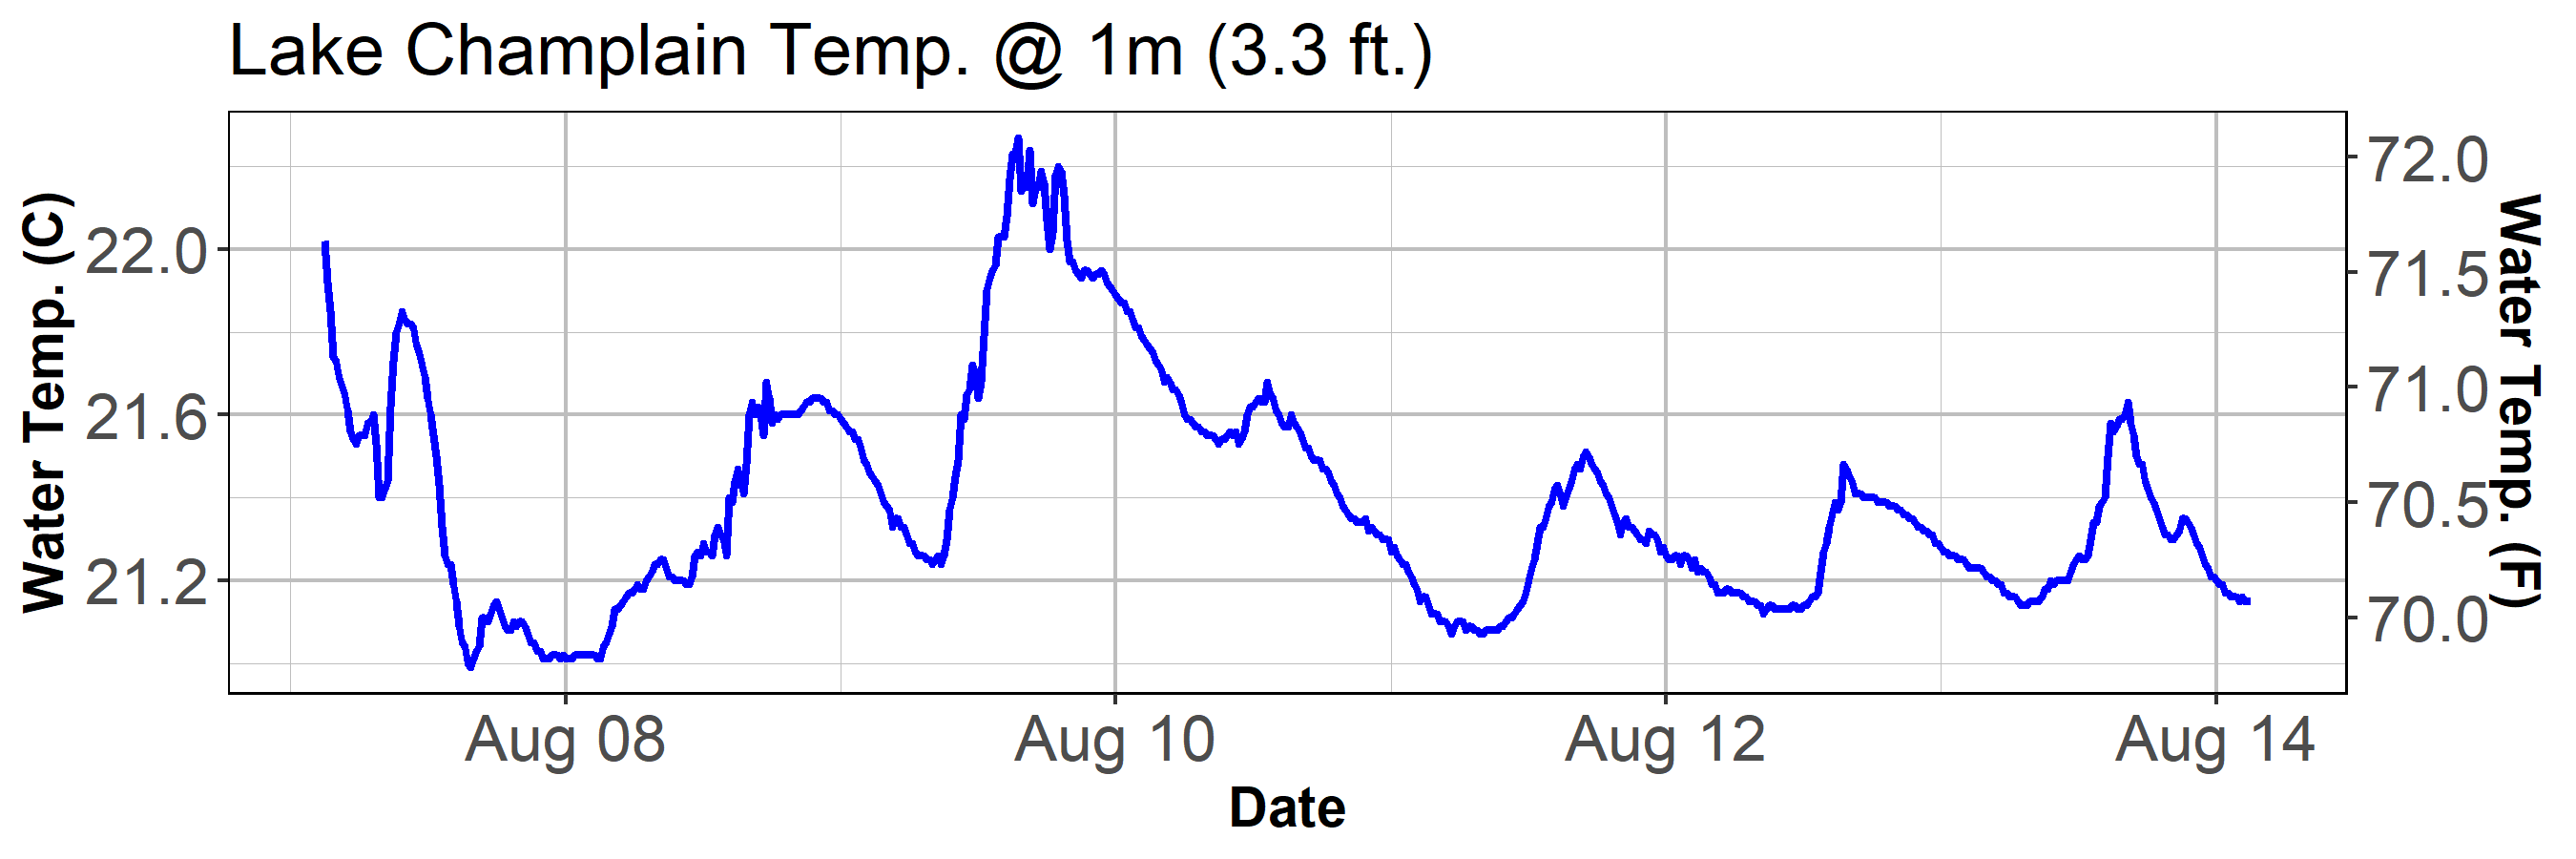 Lake Champlain Temp. @ 1m (3.3 ft.)
Water Temp. (C)
22.0
21.6
21.2
72.0
71.5
71.0
70.5
70.0
Water Temp. (F)
Aug 08
Aug 10
Aug 12
Aug 14
Date